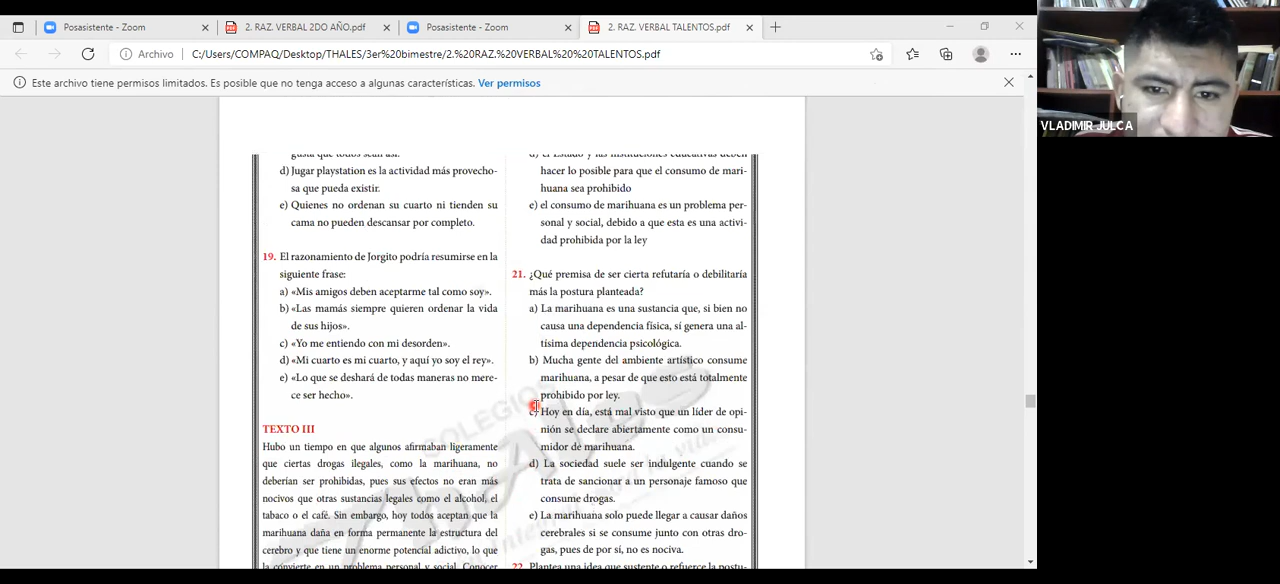 Posasistente - Zoom
2. RAZ. VERBAL 2DO AÑO.pdf
Posasistente - Zoom
2. RAZ. VERBAL TALENTOS.pdf
Archivo
C:/Users/COMPAQ/Desktop/THALES/3er%20bimestre/2.%20RAZ.%20VERBAL%20%20TALENTOS.pdf
Este archivo tiene permisos limitados. Es posible que no tenga acceso a algunas características. Ver permisos
VLADIMIR JULCA
gusta que todos sean así.
d) Jugar playstation es la actividad más provecho-
sa que pueda existir.
e) Quienes no ordenan su cuarto ni tienden su
cama no pueden descansar por completo.
19. El razonamiento de Jorgito podría resumirse en la
siguiente frase:
a) «Mis amigos deben aceptarme tal como soy».
b) «Las mamás siempre quieren ordenar la vida
de sus hijos».
c) «Yo me entiendo con mi desorden».
d) «Mi cuarto es mi cuarto, y aquí yo soy el rey».
e) «Lo que se deshará de todas maneras no mere-
ce ser hecho».
TEXTO III
Hubo un tiempo en que algunos afirmaban ligeramente
que ciertas drogas ilegales, como la marihuana, no
deberían ser prohibidas, pues sus efectos no eran más
nocivos que otras sustancias legales como el alcohol, el
tabaco o el café. Sin embargo, hoy todos aceptan que la
marihuana daña en forma permanente la estructura del
cerebro y que tiene un enorme potencial adictivo, lo que
la convierte en un problema personal y social. Conocer
d) el Estado y las instituciones educativas deben
hacer lo posible para que el consumo de mari-
huana sea prohibido
e) el consumo de marihuana es un problema per-
sonal y social, debido a que esta es una activi-
dad prohibida por la ley
21. ¿Qué premisa de ser cierta refutaría o debilitaría
más la postura planteada?
a) La marihuana es una sustancia que, si bien no
causa una dependencia física, sí genera una al-
tísima dependencia psicológica.
b) Mucha gente del ambiente artístico consume
marihuana, a pesar de que esto está totalmente
prohibido por ley.
c) Hoy en día, está mal visto que un líder de opi-
nión se declare abiertamente como un consu-
midor de marihuana.
d) La sociedad suele ser indulgente cuando se
trata de sancionar a un personaje famoso que
consume drogas.
e) La marihuana solo puede llegar a causar daños
cerebrales si se consume junto con otras dro-
gas, pues de por sí, no es nociva.
22. Plantea una idea que sustente o refuerce la postu-
COLEGIOS